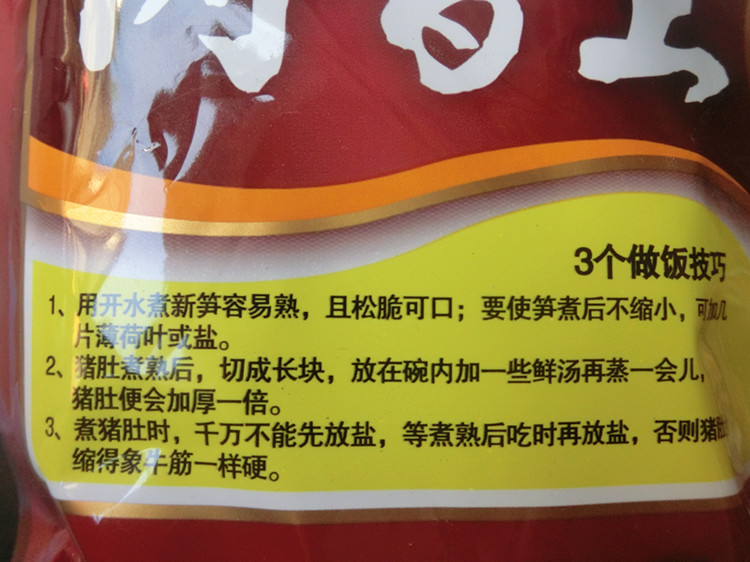 3个做饭技巧
1、用开水煮新笋容易熟，且松脆可口；要使笋煮后不缩小，可加几
片薄荷叶或盐。
2、猪肚煮熟后，切成长块，放在碗内加一些鲜汤再蒸一会儿，
猪肚便会加厚一倍。
3、煮猪肚时，千万不能先放盐，等煮熟后吃时再放盐，否则猪肚
缩得象牛筋一样硬。